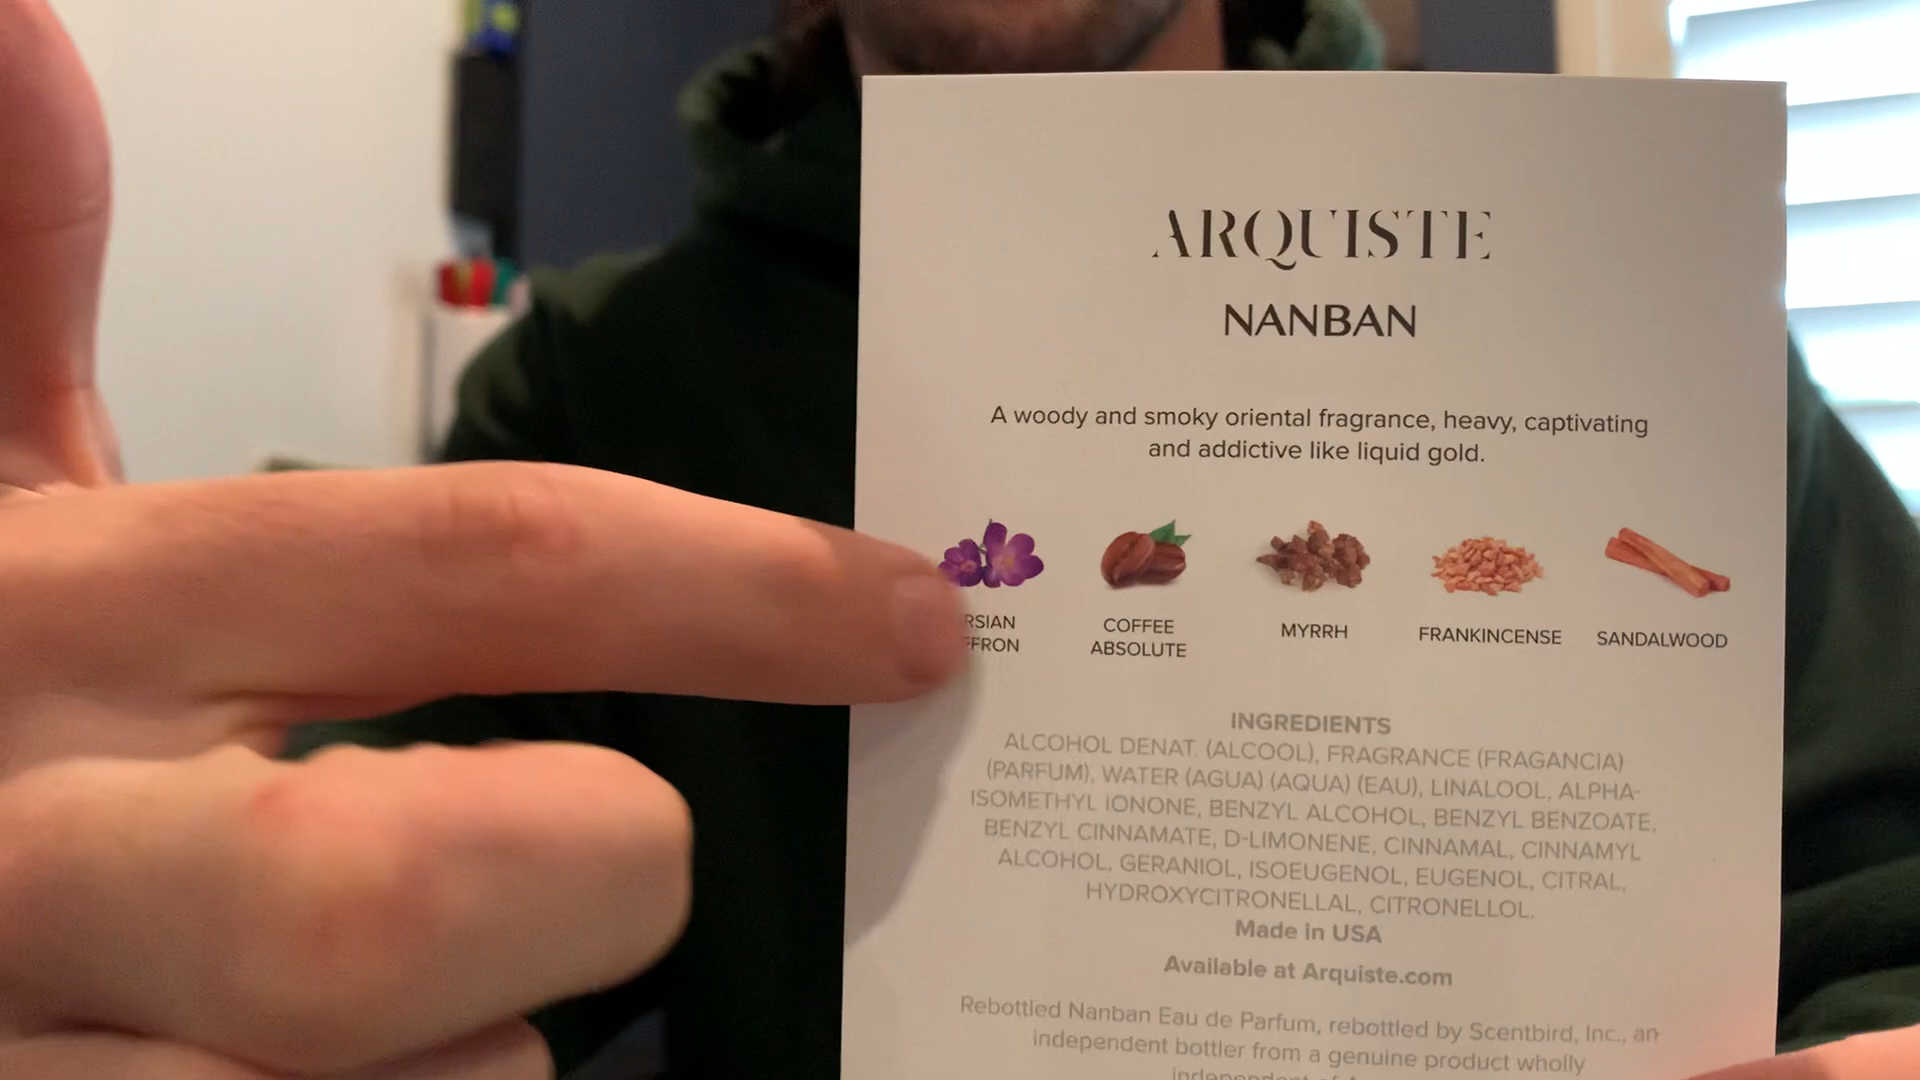 ARQUISTE
NANBAN
A woody and smoky oriental fragrance, heavy, captivating
and addictive like liquid gold.
RSIAN
FFRON
COFFEE
ABSOLUTE
MYRRH
FRANKINCENSE
SANDALWOOD
INGREDIENTS
ALCOHOL DENAT. (ALCOOL), FRAGRANCE (FRAGANCIA)
(PARFUM), WATER (AGUA) (AQUA) (EAU), LINALOOL, ALPHA-
ISOMETHYL IONONE, BENZYL ALCOHOL, BENZYL BENZOATE,
BENZYL CINNAMATE, D-LIMONENE, CINNAMAL, CINNAMYL
ALCOHOL, GERANIOL, ISOEUGENOL, EUGENOL, CITRAL,
HYDROXYCITRONELLAL, CITRONELLOL.
Made in USA
Available at Arquiste.com
Rebottled Nanban Eau de Parfum, rebottled by Scentbird, Inc., an
independent bottler from a genuine product wholly